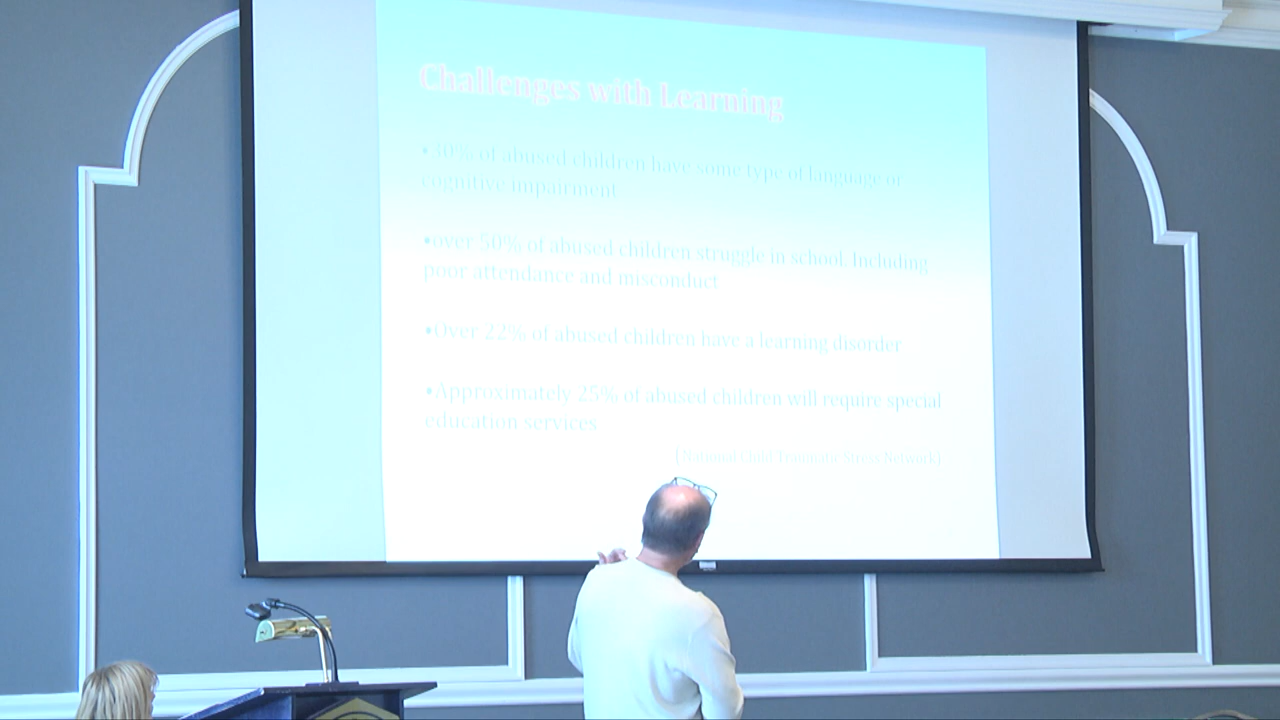 Challenges with Learning
•30% of abused children have some type of language or
cognitive impairment
•over 50% of abused children struggle in school, Including
poor attendance and misconduct
•Over 22% of abused children have a learning disorder
•Approximately 25% of abused children will require special
education services
[National Child Traumatic Stress Network]